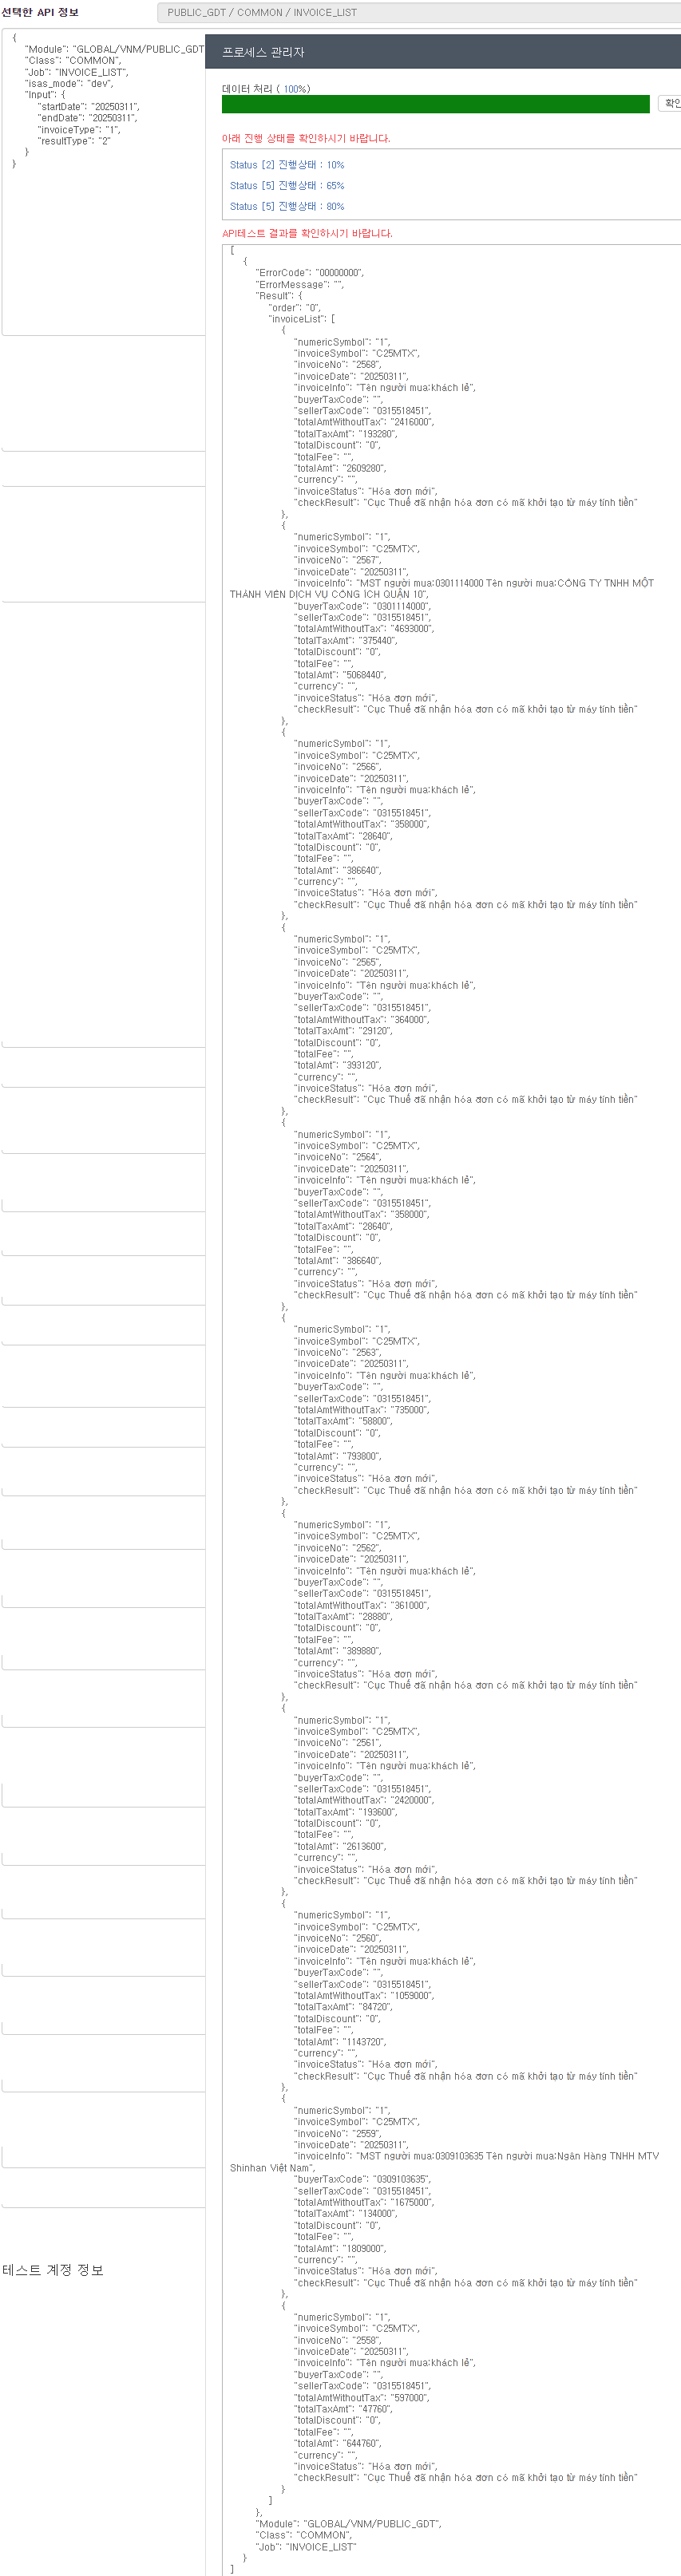 선택한 API 정보
PUBLIC_GDT / COMMON / INVOICE_LIST
{
"Module": "GLOBAL/VNM/PUBLIC_GDT
"Class": "COMMON",
"Job": "INVOICE_LIST",
"isas_mode": "dev",
"Input": {
"startDate": "20250311",
"endDate": "20250311",
"invoiceType": "1",
"resultType": "2"
}
}
프로세스 관리자
데이터 처리 ( 100%)
확인
아래 진행 상태를 확인하시기 바랍니다.
Status [2] 진행상태 : 10%
Status [5] 진행상태 : 65%
Status [5] 진행상태 : 80%
API테스트 결과를 확인하시기 바랍니다.
[
{
"ErrorCode": "00000000",
"ErrorMessage": "",
"Result": {
"order": "0",
"invoiceList": [
{
"numericSymbol": "1",
"invoiceSymbol": "C25MTX",
"invoiceNo": "2568",
"invoiceDate": "20250311",
"invoiceInfo": "Tên người mua:khách lẻ",
"buyerTaxCode": "",
"sellerTaxCode": "0315518451",
"totalAmtWithoutTax": "2416000",
"totalTaxAmt": "193280",
"totalDiscount": "0",
"totalFee": "",
"totalAmt": "2609280",
"currency": "",
"invoiceStatus": "Hóa đơn mới",
"checkResult": "Cục Thuế đã nhận hóa đơn có mã khởi tạo từ máy tính tiền"
},
{
"numericSymbol": "1",
"invoiceSymbol": "C25MTX",
"invoiceNo": "2567",
"invoiceDate": "20250311",
"invoiceInfo": "MST người mua:0301114000 Tên người mua:CÔNG TY TNHH MỘT
THÀNH VIÊN DỊCH VỤ CÔNG ÍCH QUẬN 10",
"buyerTaxCode": "0301114000",
"sellerTaxCode": "0315518451",
"totalAmtWithoutTax": "4693000",
"totalTaxAmt": "375440",
"totalDiscount": "0",
"totalFee": "",
"totalAmt": "5068440",
"currency": "",
"invoiceStatus": "Hóa đơn mới",
"checkResult": "Cục Thuế đã nhận hóa đơn có mã khởi tạo từ máy tính tiền"
},
{
"numericSymbol": "1",
"invoiceSymbol": "C25MTX",
"invoiceNo": "2566",
"invoiceDate": "20250311",
"invoiceInfo": "Tên người mua:khách lẻ",
"buyerTaxCode": "",
"sellerTaxCode": "0315518451",
"totalAmtWithoutTax": "358000",
"totalTaxAmt": "28640",
"totalDiscount": "0",
"totalFee": "",
"totalAmt": "386640",
"currency": "",
"invoiceStatus": "Hóa đơn mới",
"checkResult": "Cục Thuế đã nhận hóa đơn có mã khởi tạo từ máy tính tiền"
},
{
"numericSymbol": "1",
"invoiceSymbol": "C25MTX",
"invoiceNo": "2565",
"invoiceDate": "20250311",
"invoiceInfo": "Tên người mua:khách lẻ",
"buyerTaxCode": "",
"sellerTaxCode": "0315518451",
"totalAmtWithoutTax": "364000",
"totalTaxAmt": "29120",
"totalDiscount": "0",
"totalFee": "",
"totalAmt": "393120",
"currency": "",
"invoiceStatus": "Hóa đơn mới",
"checkResult": "Cục Thuế đã nhận hóa đơn có mã khởi tạo từ máy tính tiền"
},
{
"numericSymbol": "1",
"invoiceSymbol": "C25MTX",
"invoiceNo": "2564",
"invoiceDate": "20250311",
"invoiceInfo": "Tên người mua:khách lẻ",
"buyerTaxCode": "",
"sellerTaxCode": "0315518451",
"totalAmtWithoutTax": "358000",
"totalTaxAmt": "28640",
"totalDiscount": "0",
"totalFee": "",
"totalAmt": "386640",
"currency": "",
"invoiceStatus": "Hóa đơn mới",
"checkResult": "Cục Thuế đã nhận hóa đơn có mã khởi tạo từ máy tính tiền"
},
{
"numericSymbol": "1",
"invoiceSymbol": "C25MTX",
"invoiceNo": "2563",
"invoiceDate": "20250311",
"invoiceInfo": "Tên người mua:khách lẻ",
"buyerTaxCode": "",
"sellerTaxCode": "0315518451",
"totalAmtWithoutTax": "735000",
"totalTaxAmt": "58800",
"totalDiscount": "0",
"totalFee": "",
"totalAmt": "793800",
"currency": "",
"invoiceStatus": "Hóa đơn mới",
"checkResult": "Cục Thuế đã nhận hóa đơn có mã khởi tạo từ máy tính tiền"
},
{
"numericSymbol": "1",
"invoiceSymbol": "C25MTX",
"invoiceNo": "2562",
"invoiceDate": "20250311",
"invoiceInfo": "Tên người mua:khách lẻ",
"buyerTaxCode": "",
"sellerTaxCode": "0315518451",
"totalAmtWithoutTax": "361000",
"totalTaxAmt": "28880",
"totalDiscount": "0",
"totalFee": "",
"totalAmt": "389880",
"currency": "",
"invoiceStatus": "Hóa đơn mới",
"checkResult": "Cục Thuế đã nhận hóa đơn có mã khởi tạo từ máy tính tiền"
},
{
"numericSymbol": "1",
"invoiceSymbol": "C25MTX",
"invoiceNo": "2561",
"invoiceDate": "20250311",
"invoiceInfo": "Tên người mua:khách lẻ",
"buyerTaxCode": "",
"sellerTaxCode": "0315518451",
"totalAmtWithoutTax": "2420000",
"totalTaxAmt": "193600",
"totalDiscount": "0",
"totalFee": "",
"totalAmt": "2613600",
"currency": "",
"invoiceStatus": "Hóa đơn mới",
"checkResult": "Cục Thuế đã nhận hóa đơn có mã khởi tạo từ máy tính tiền"
},
{
"numericSymbol": "1",
"invoiceSymbol": "C25MTX",
"invoiceNo": "2560",
"invoiceDate": "20250311",
"invoiceInfo": "Tên người mua:khách lẻ",
"buyerTaxCode": "",
"sellerTaxCode": "0315518451",
"totalAmtWithoutTax": "1059000",
"totalTaxAmt": "84720",
"totalDiscount": "0",
"totalFee": "",
"totalAmt": "1143720",
"currency": "",
"invoiceStatus": "Hóa đơn mới",
"checkResult": "Cục Thuế đã nhận hóa đơn có mã khởi tạo từ máy tính tiền"
},
{
"numericSymbol": "1",
"invoiceSymbol": "C25MTX",
"invoiceNo": "2559",
"invoiceDate": "20250311",
"invoiceInfo": "MST người mua:0309103635 Tên người mua:Ngân Hàng TNHH MTV
Shinhan Việt Nam",
"buyerTaxCode": "0309103635",
"sellerTaxCode": "0315518451",
"totalAmtWithoutTax": "1675000",
"totalTaxAmt": "134000",
"totalDiscount": "0",
"totalFee": "",
"totalAmt": "1809000",
"currency": "",
"invoiceStatus": "Hóa đơn mới",
"checkResult": "Cục Thuế đã nhận hóa đơn có mã khởi tạo từ máy tính tiền"
},
테스트 계정 정보
{
"numericSymbol": "1",
"invoiceSymbol": "C25MTX",
"invoiceNo": "2558",
"invoiceDate": "20250311",
"invoiceInfo": "Tên người mua:khách lẻ",
"buyerTaxCode": "",
"sellerTaxCode": "0315518451",
"totalAmtWithoutTax": "597000",
"totalTaxAmt": "47760",
"totalDiscount": "0",
"totalFee": "",
"totalAmt": "644760",
"currency": "",
"invoiceStatus": "Hóa đơn mới",
"checkResult": "Cục Thuế đã nhận hóa đơn có mã khởi tạo từ máy tính tiền"
}
]
},
"Module": "GLOBAL/VNM/PUBLIC_GDT",
"Class": "COMMON",
"Job": "INVOICE_LIST"
}
]